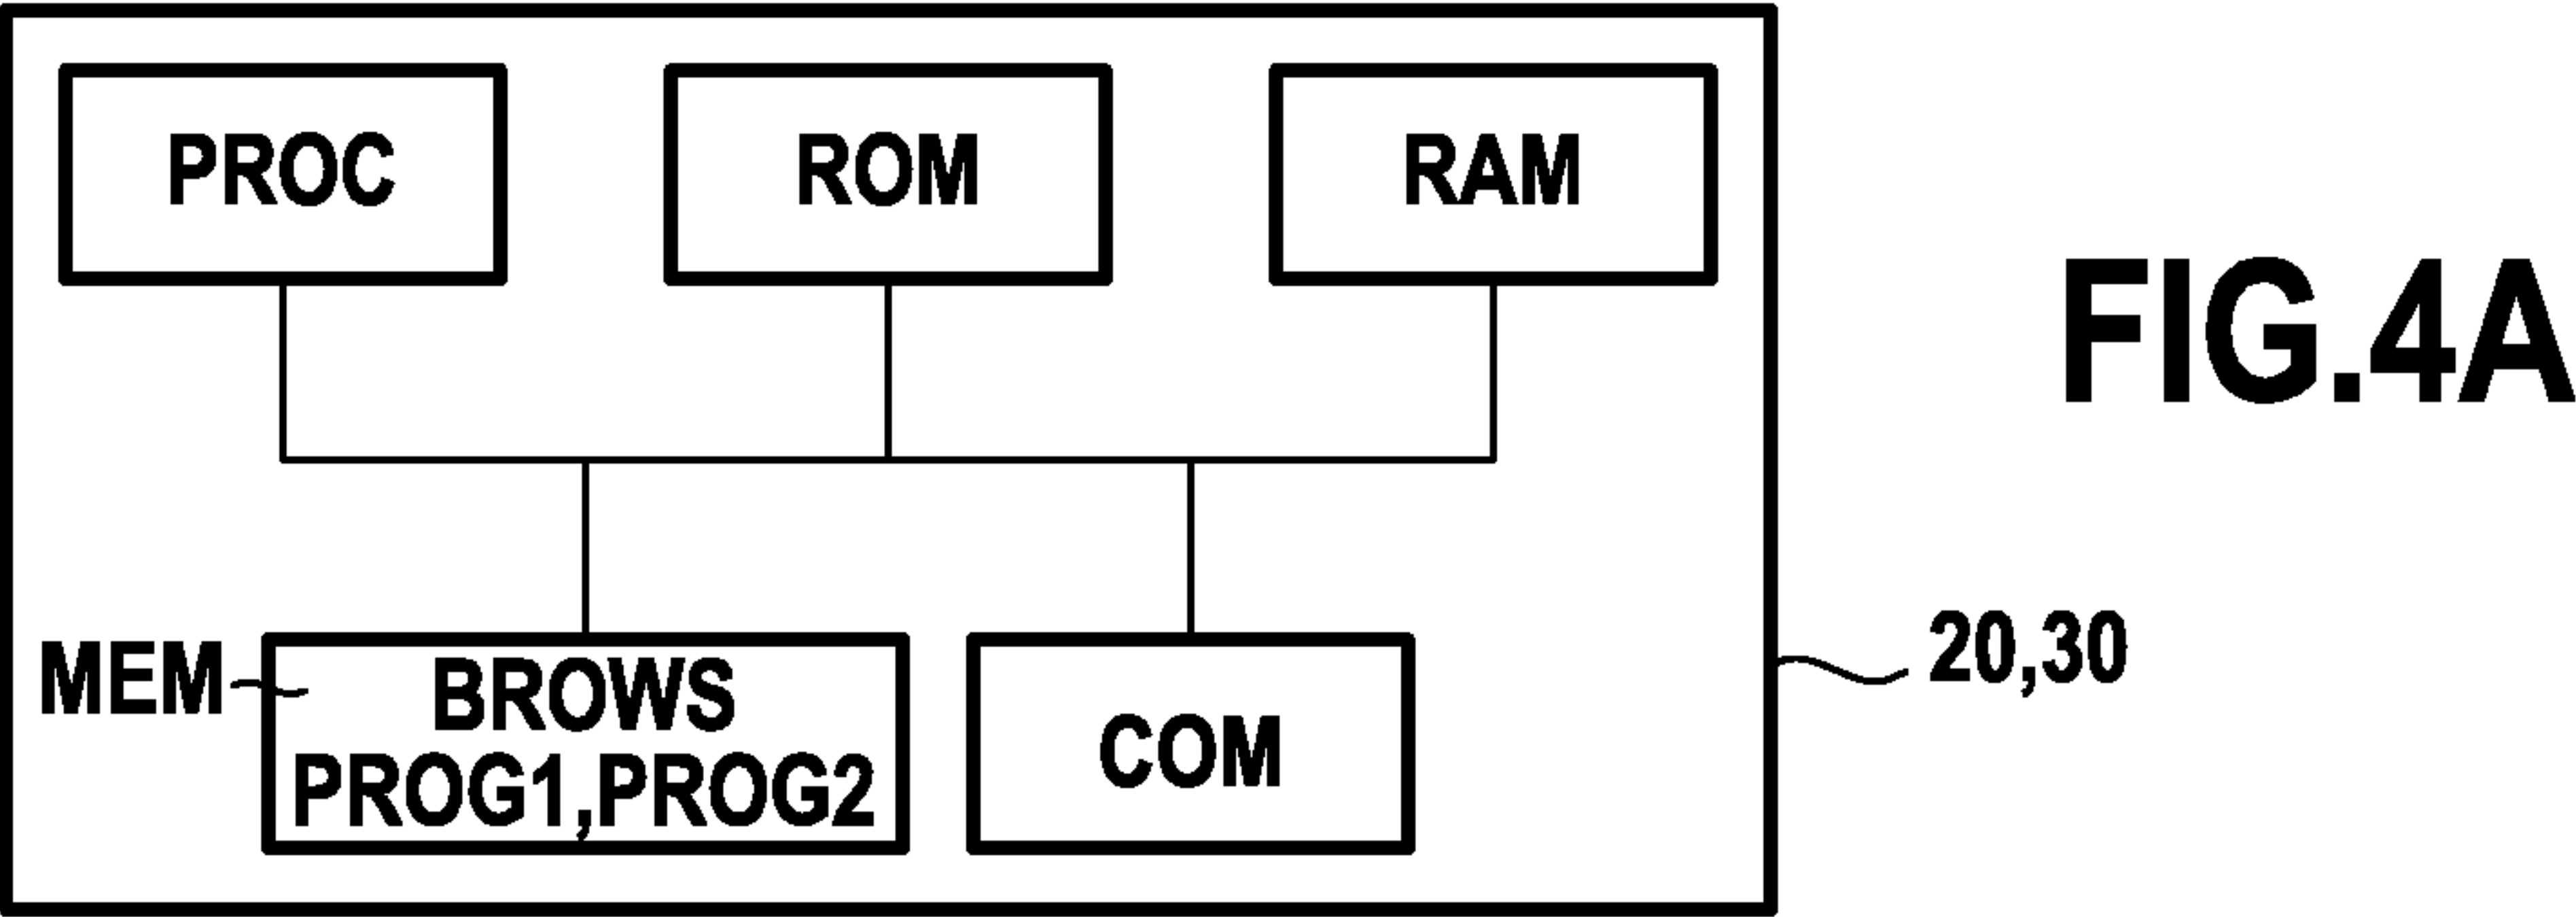 PROC
ROM
RAM
FIG.4A
MEM
BROWS
PROG1,PROG2
COM
20,30